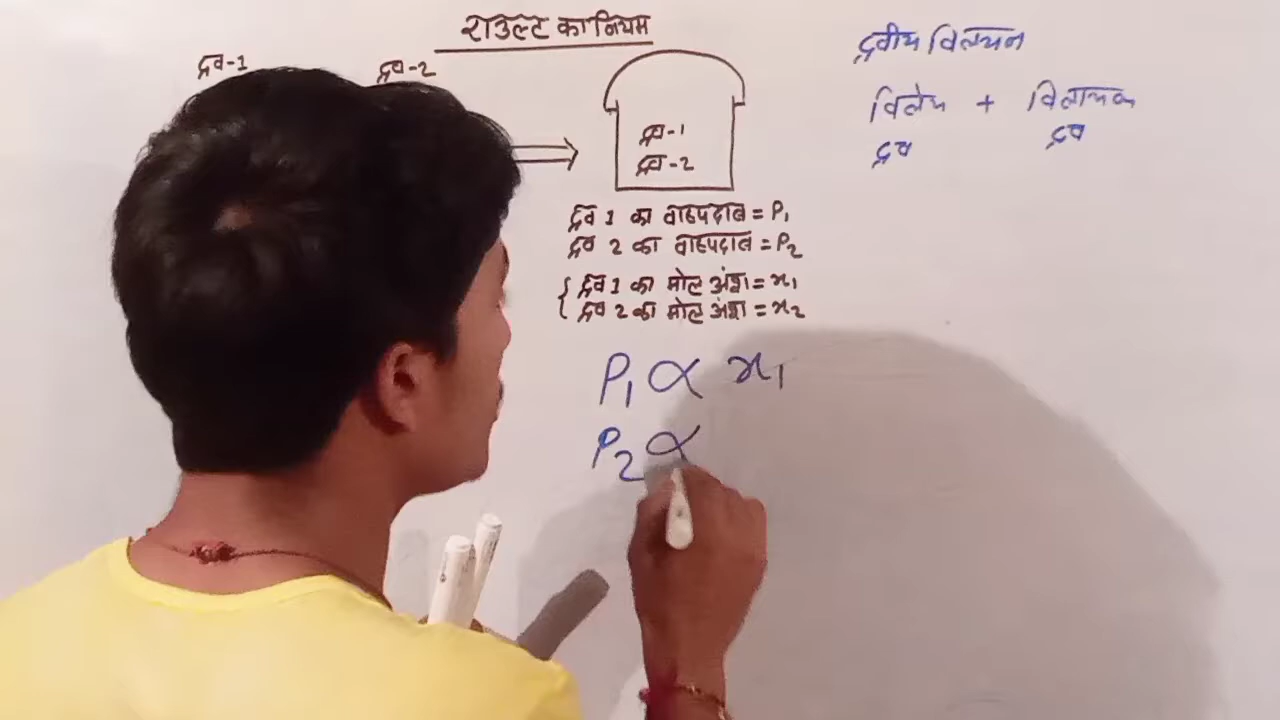 राउल्ट का नियम
द्रव-1
द्रव-2
द्रव-1
द्रव-2
द्रव 1 का वाष्पदाब = P₁
द्रव 2 का वाष्पदाब = P₂
{ द्रव 1 का मोल अंश = x₁
द्रव 2 का मोल अंश = x₂
P₁ ∝ x₁
P₂ ∝
द्रवीय विलयन
विलेय + विलायक
द्रव द्रव